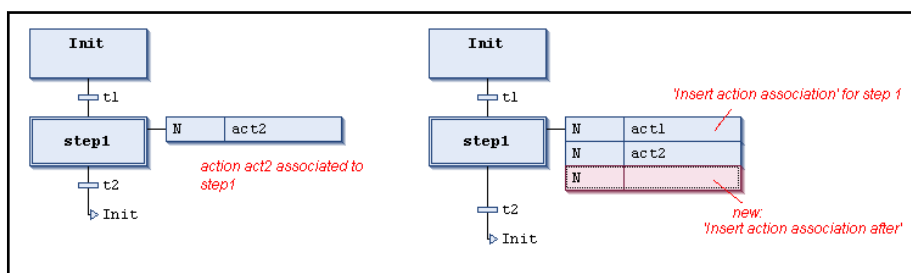 Init
t1
step1
N act2
action act2 associated to
step1
t2
Init
Init
t1
'Insert action association' for step 1
step1
N act1
N act2
N
t2
new:
'Insert action association after'
Init